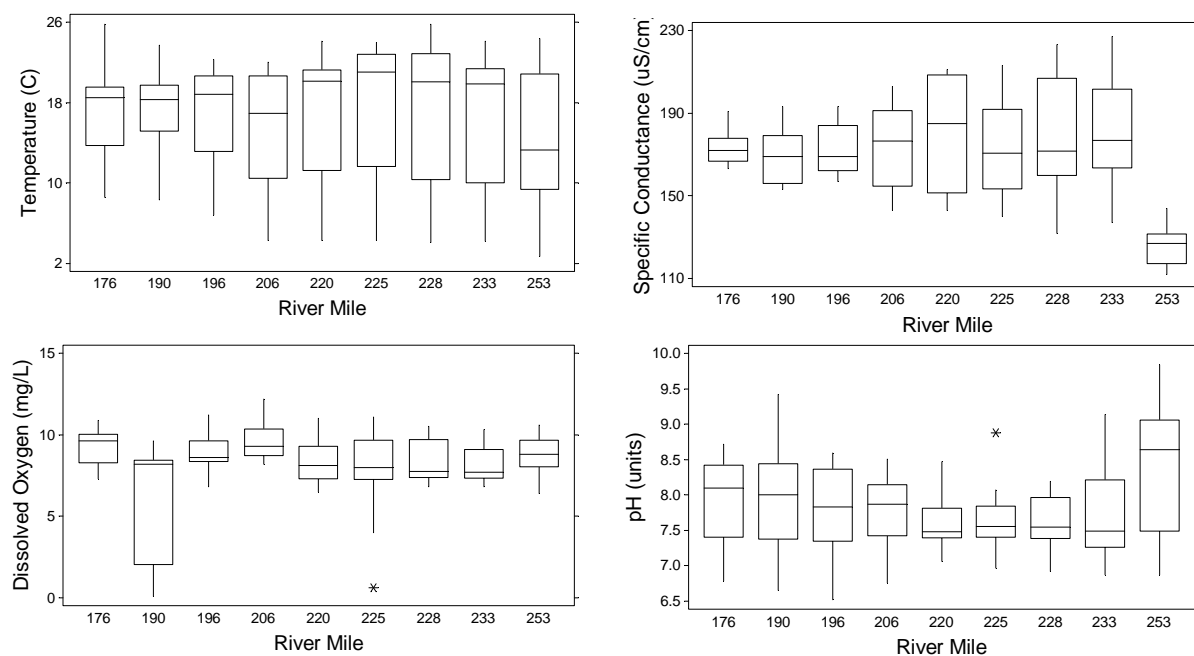 Temperature (C)
26
18
10
2
176 190 196 206 220 225 228 233 253
River Mile
Specific Conductance (uS/cm)
230
190
150
110
176 190 196 206 220 225 228 233 253
River Mile
Dissolved Oxygen (mg/L)
15
10
5
0
176 190 196 206 220 225 228 233 253
River Mile
pH (units)
10.0
9.5
9.0
8.5
8.0
7.5
7.0
6.5
176 190 196 206 220 225 228 233 253
River Mile